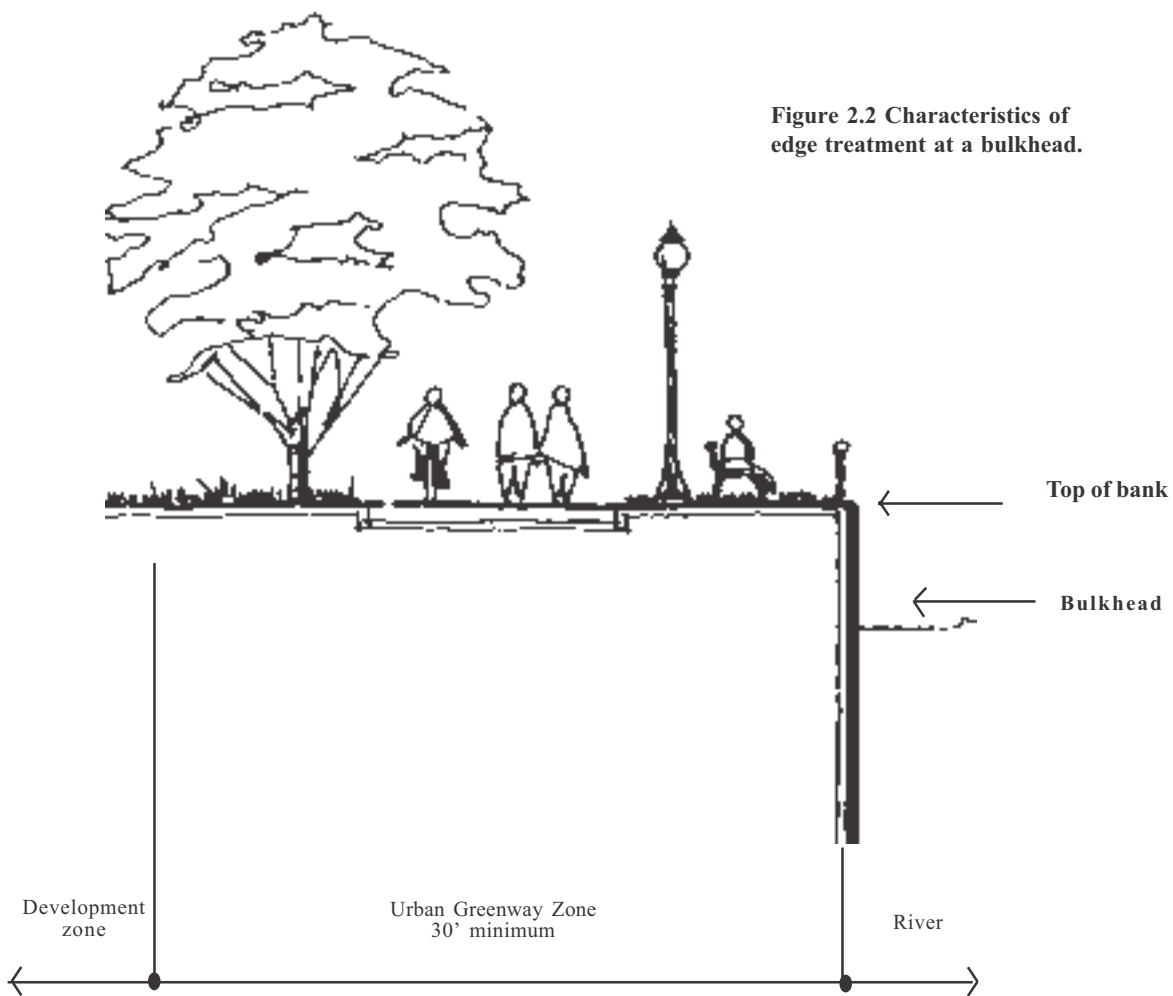 Figure 2.2 Characteristics of
edge treatment at a bulkhead.
Top of bank
Bulkhead
Development
zone
Urban Greenway Zone
30’ minimum
River